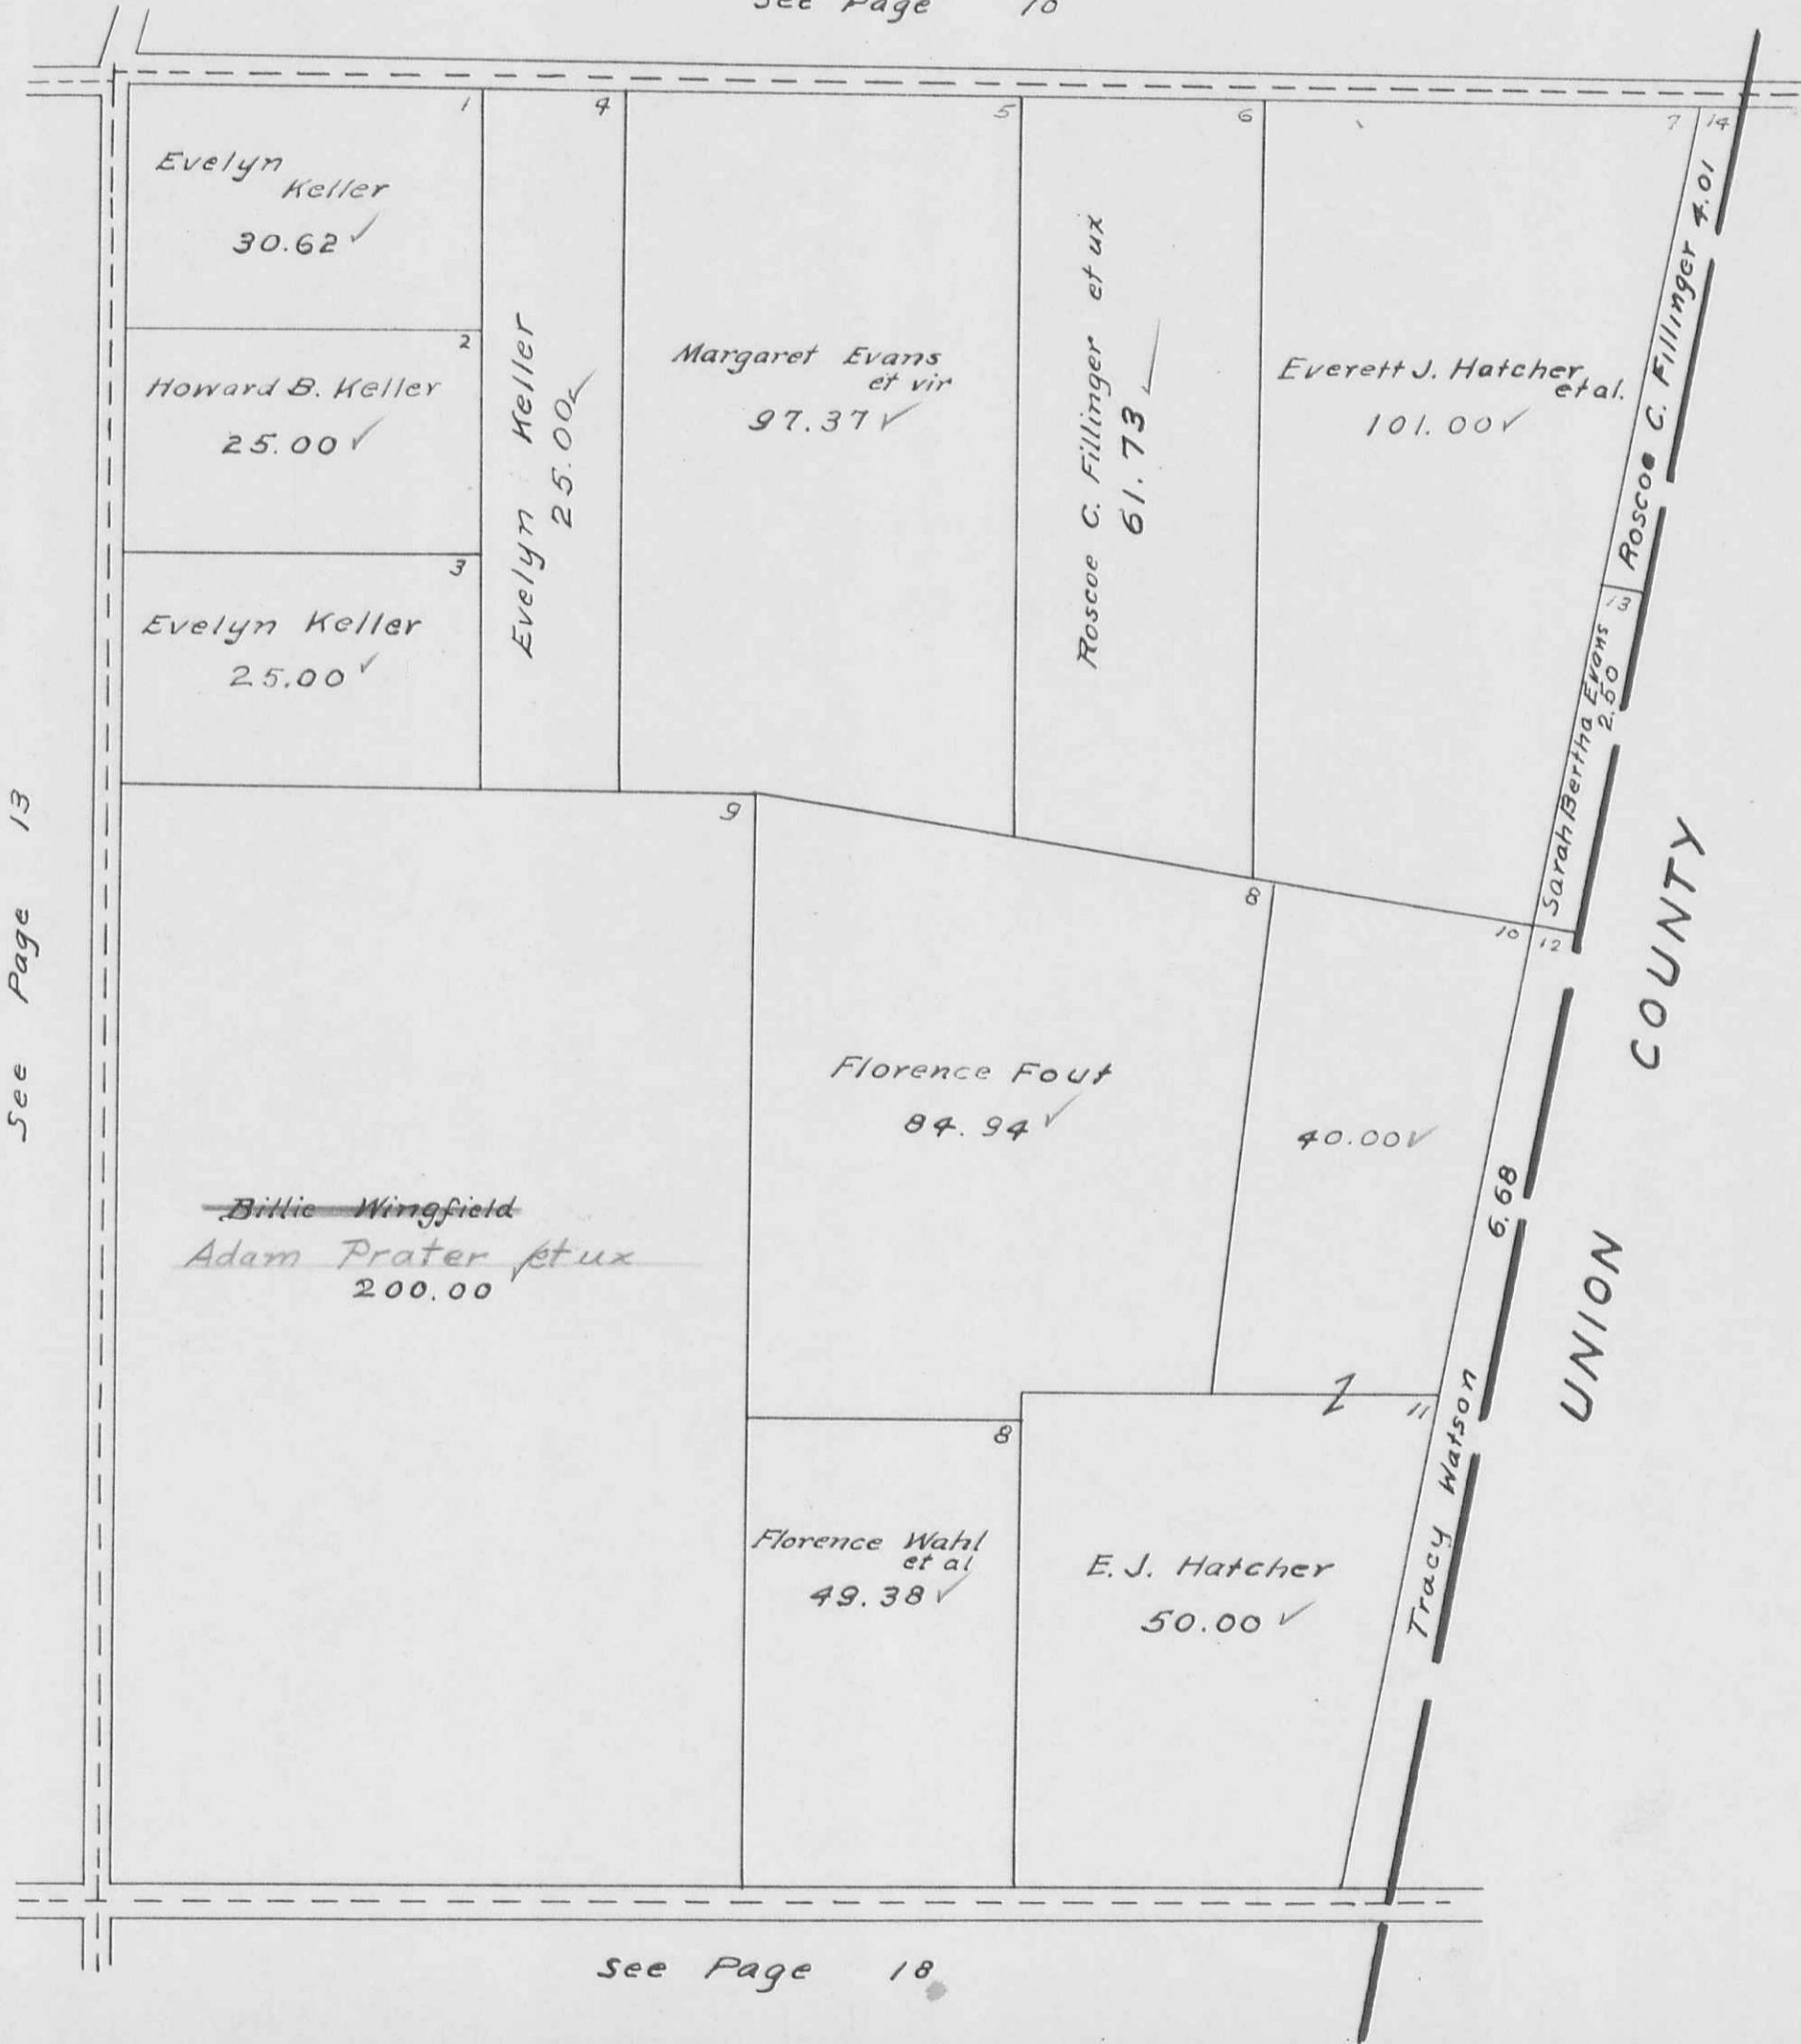 See Page 10
1
4
5
6
7
14
Evelyn
Keller
30.62 ✓
2
Howard B. Keller
25.00 ✓
3
Evelyn Keller
25.00 ✓
Evelyn Keller
25.00 ✓
Margaret Evans
et vir
97.37 ✓
Roscoe C. Fillinger et ux
61.73 ✓
Everett J. Hatcher
et al.
101.00 ✓
Roscoe C. Fillinger 4.01
13
Sarah Bertha Evans
2.50
See Page 13
9
8
10
12
Florence Fout
84.94 ✓
40.00 ✓
Billie Wingfield
Adam Prater et ux
200.00 ✓
8
11
Florence Wahl
et al
49.38 ✓
E. J. Hatcher
50.00 ✓
Tracy Watson 6.68
UNION COUNTY
See Page 18